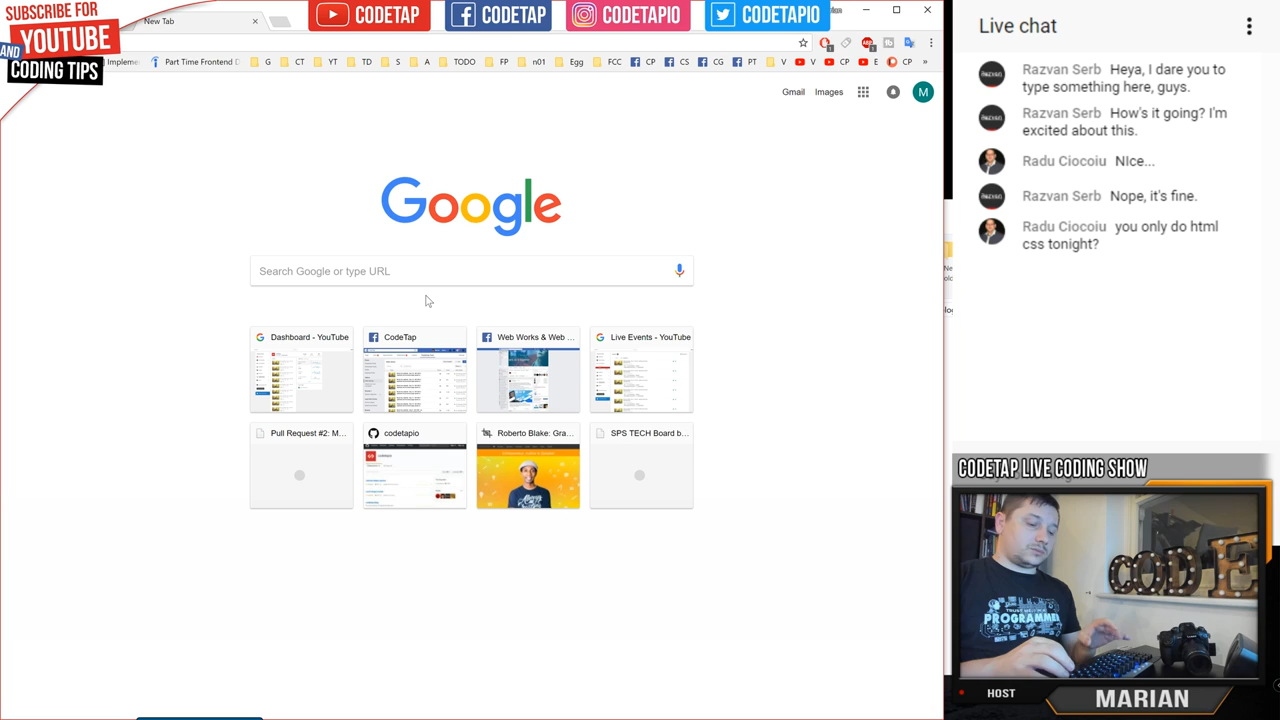 SUBSCRIBE FOR
YOUTUBE
AND
CODING TIPS
New Tab
CODETAP
CODETAP
CODETAPIO
CODETAPIO
Part Time Frontend D
G
CT
YT
TD
S
A
TODO
FP
n01
Egg
FCC
CP
CS
CG
PT
V
V
CP
E
CP
»
Gmail
Images
M
Google
Search Google or type URL
Dashboard - YouTube
CodeTap
Web Works & Web ...
Live Events - YouTube
Pull Request #2: M...
codetapio
Roberto Blake: Gra...
SPS TECH Board b...
Live chat
Razvan Serb Heya, I dare you to
type something here, guys.
Razvan Serb How's it going? I'm
excited about this.
Radu Ciocoiu NIce...
Razvan Serb Nope, it's fine.
Radu Ciocoiu you only do html
css tonight?
CODETAP LIVE CODING SHOW
CODE
PROGRAMMER
HOST
MARIAN